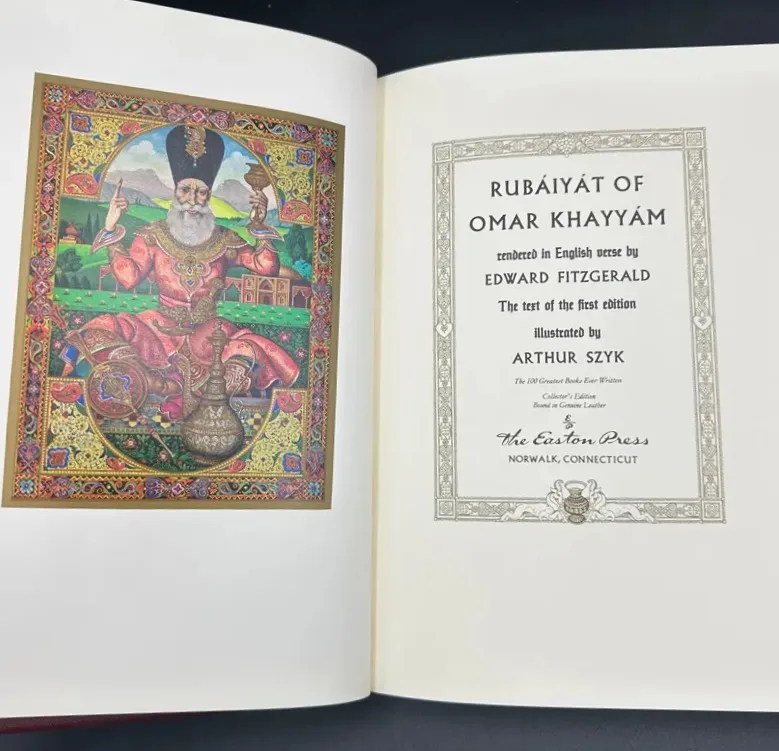 RUBÁIYÁT OF
OMAR KHAYYÁM
rendered in English verse by
EDWARD FITZGERALD
The text of the first edition
illustrated by
ARTHUR SZYK
The 100 Greatest Books Ever Written
Collector's Edition
Bound in Genuine Leather
The Easton Press
NORWALK, CONNECTICUT